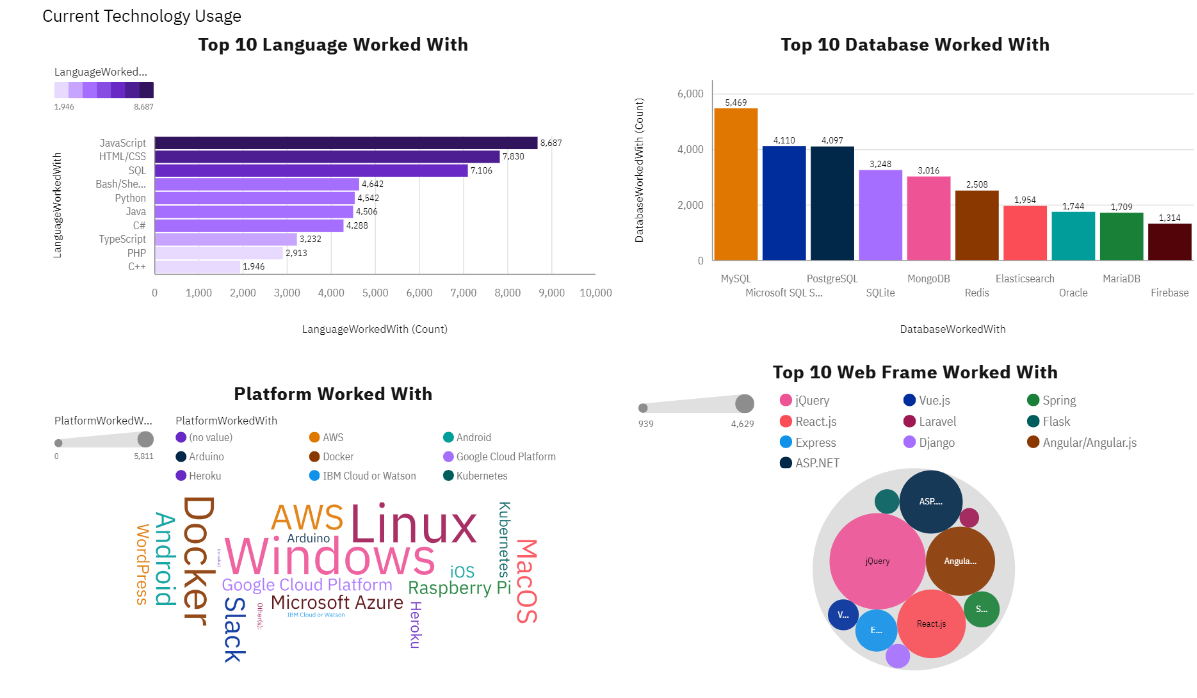 Current Technology Usage
Top 10 Language Worked With
LanguageWorked...
1,946 8,687
LanguageWorkedWith
JavaScript 8,687
HTML/CSS 7,830
SQL 7,106
Bash/She... 4,642
Python 4,542
Java 4,506
C# 4,288
TypeScript 3,232
PHP 2,913
C++ 1,946
0 1,000 2,000 3,000 4,000 5,000 6,000 7,000 8,000 9,000 10,000
LanguageWorkedWith (Count)
Top 10 Database Worked With
DatabaseWorkedWith (Count)
6,000
4,000
2,000
0
5,469 4,110 4,097 3,248 3,016 2,508 1,954 1,744 1,709 1,314
MySQL PostgreSQL MongoDB Elasticsearch MariaDB
Microsoft SQL S... SQLite Redis Oracle Firebase
DatabaseWorkedWith
Platform Worked With
PlatformWorkedW...
0 5,811
PlatformWorkedWith
(no value) AWS Android
Arduino Docker Google Cloud Platform
Heroku IBM Cloud or Watson Kubernetes
WordPress
Android
Docker
AWS
Linux
Arduino
Windows
Kubernetes
MacOS
iOS
Google Cloud Platform
Raspberry Pi
Slack
Other(s):
Microsoft Azure
IBM Cloud or Watson
Heroku
Top 10 Web Frame Worked With
939 4,629
jQuery Vue.js Spring
React.js Laravel Flask
Express Django Angular/Angular.js
ASP.NET
ASP....
jQuery
Angula...
V...
E...
React.js
S...